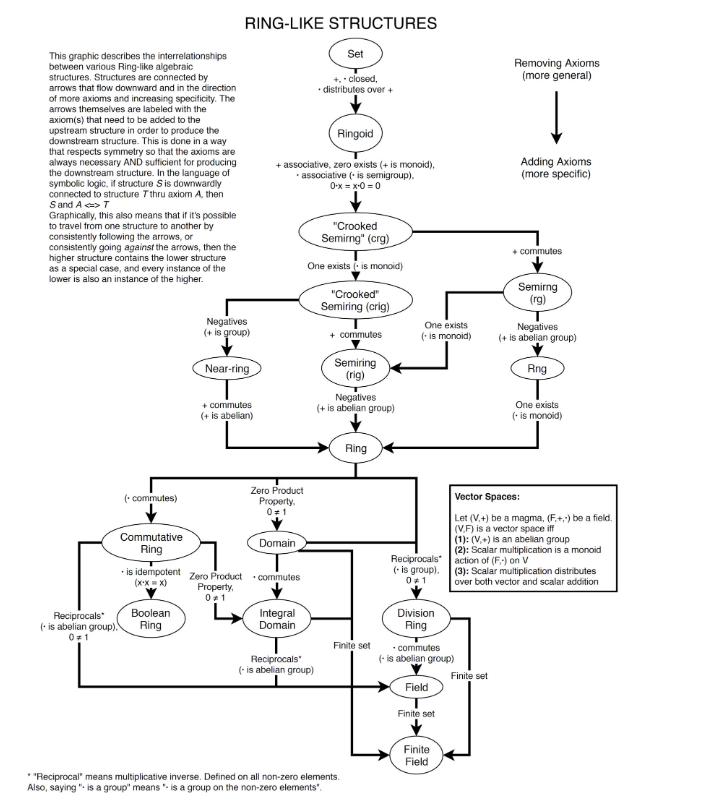 RING-LIKE STRUCTURES
This graphic describes the interrelationships
between various Ring-like algebraic
structures. Structures are connected by
arrows that flow downward and in the direction
of more axioms and increasing specificity. The
arrows themselves are labeled with the
axiom(s) that need to be added to the
upstream structure in order to produce the
downstream structure. This is done in a way
that respects symmetry so that the axioms are
always necessary AND sufficient for producing
the downstream structure. In the language of
symbolic logic, if structure S is downwardly
connected to structure T thru axiom A, then
S and A <=> T
Graphically, this also means that if it's possible
to travel from one structure to another by
consistently following the arrows, or
consistently going against the arrows, then the
higher structure contains the lower structure
as a special case, and every instance of the
lower is also an instance of the higher.
Set
+, · closed,
· distributes over +
Ringoid
+ associative, zero exists (+ is monoid),
· associative (· is semigroup),
0·x = x·0 = 0
Removing Axioms
(more general)
Adding Axioms
(more specific)
"Crooked
Semirng" (crg)
+ commutes
One exists (· is monoid)
Semirng
(rg)
"Crooked"
Semiring (crig)
Negatives
(+ is group)
+ commutes
One exists
(· is monoid)
Negatives
(+ is abelian group)
Near-ring
Semiring
(rig)
Rng
+ commutes
(+ is abelian)
Negatives
(+ is abelian group)
One exists
(· is monoid)
Ring
(· commutes)
Zero Product
Property,
0 ≠ 1
Commutative
Ring
Domain
Reciprocals*
(· is group),
0 ≠ 1
· is idempotent
(x·x = x)
Zero Product
Property,
0 ≠ 1
· commutes
Reciprocals*
(· is abelian group),
0 ≠ 1
Boolean
Ring
Integral
Domain
Division
Ring
Finite set
· commutes
(· is abelian group)
Reciprocals*
(· is abelian group)
Finite set
Field
Finite set
Finite
Field
Vector Spaces:
Let (V,+) be a magma, (F,+,·) be a field.
(V,F) is a vector space iff
(1): (V,+) is an abelian group
(2): Scalar multiplication is a monoid
action of (F,·) on V
(3): Scalar multiplication distributes
over both vector and scalar addition
* "Reciprocal" means multiplicative inverse. Defined on all non-zero elements.
Also, saying "· is a group" means "· is a group on the non-zero elements".